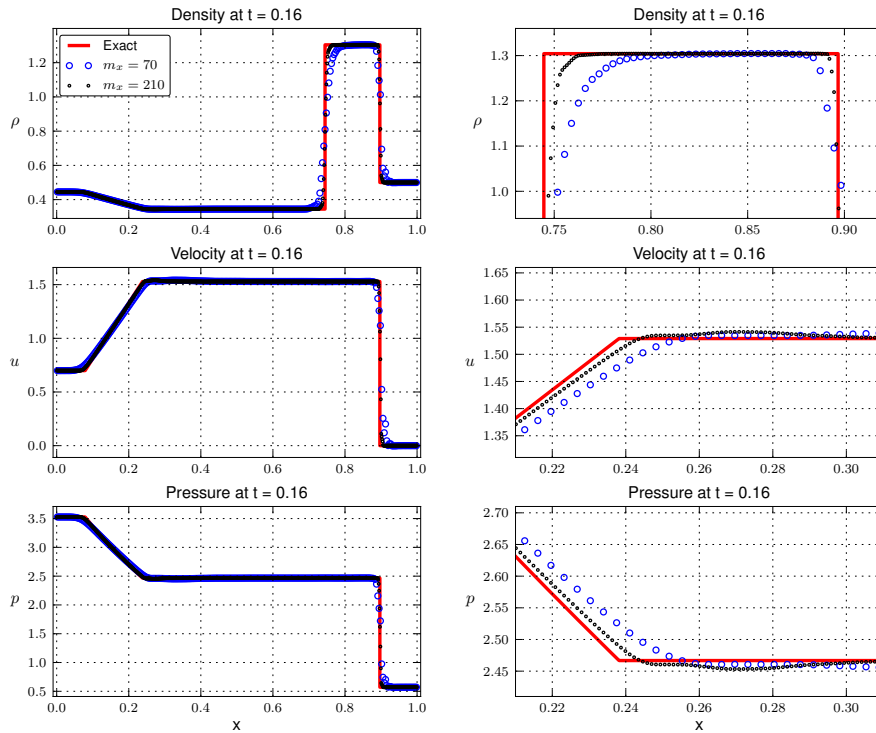 Density at t = 0.16
Exact
m_x = 70
m_x = 210
ρ
1.2
1.0
0.8
0.6
0.4
0.0 0.2 0.4 0.6 0.8 1.0
Density at t = 0.16
ρ
1.3
1.2
1.1
1.0
0.75 0.80 0.85 0.90
Velocity at t = 0.16
u
1.5
1.0
0.5
0.0
0.0 0.2 0.4 0.6 0.8 1.0
Velocity at t = 0.16
u
1.65
1.60
1.55
1.50
1.45
1.40
1.35
0.22 0.24 0.26 0.28 0.30
Pressure at t = 0.16
p
3.5
3.0
2.5
2.0
1.5
1.0
0.5
0.0 0.2 0.4 0.6 0.8 1.0
x
Pressure at t = 0.16
p
2.70
2.65
2.60
2.55
2.50
2.45
0.22 0.24 0.26 0.28 0.30
x